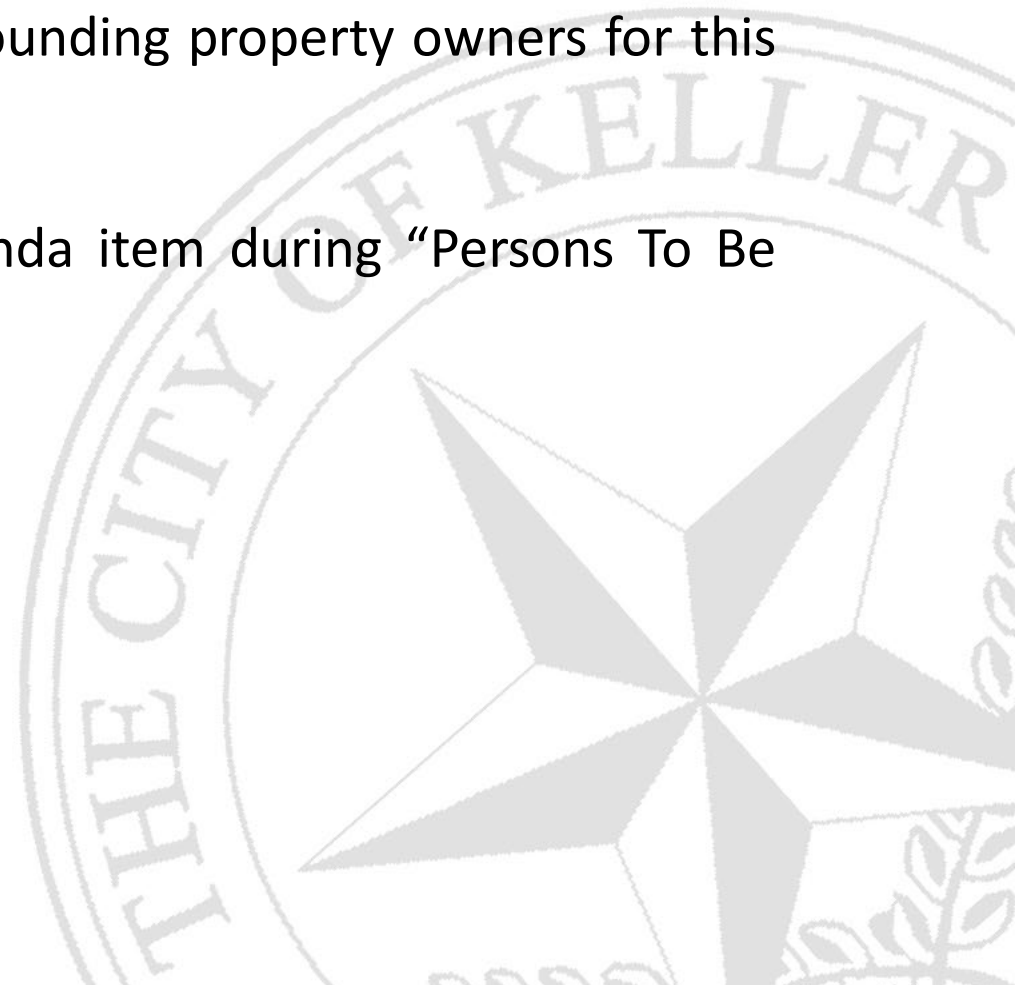 ounding property owners for this
nda item during “Persons To Be
THE CITY OF KELLER